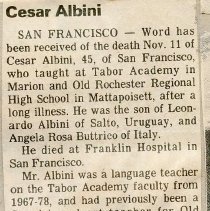 Cesar Albini
SAN FRANCISCO — Word has
been received of the death Nov. 11 of
Cesar Albini, 45, of San Francisco,
who taught at Tabor Academy in
Marion and Old Rochester Regional
High School in Mattapoisett, after a
long illness. He was the son of Leon-
ardo Albini of Salto, Uruguay, and
Angela Rosa Buttrico of Italy.
He died at Franklin Hospital in
San Francisco.
Mr. Albini was a language teacher
on the Tabor Academy faculty from
1967-78, and had previously been a